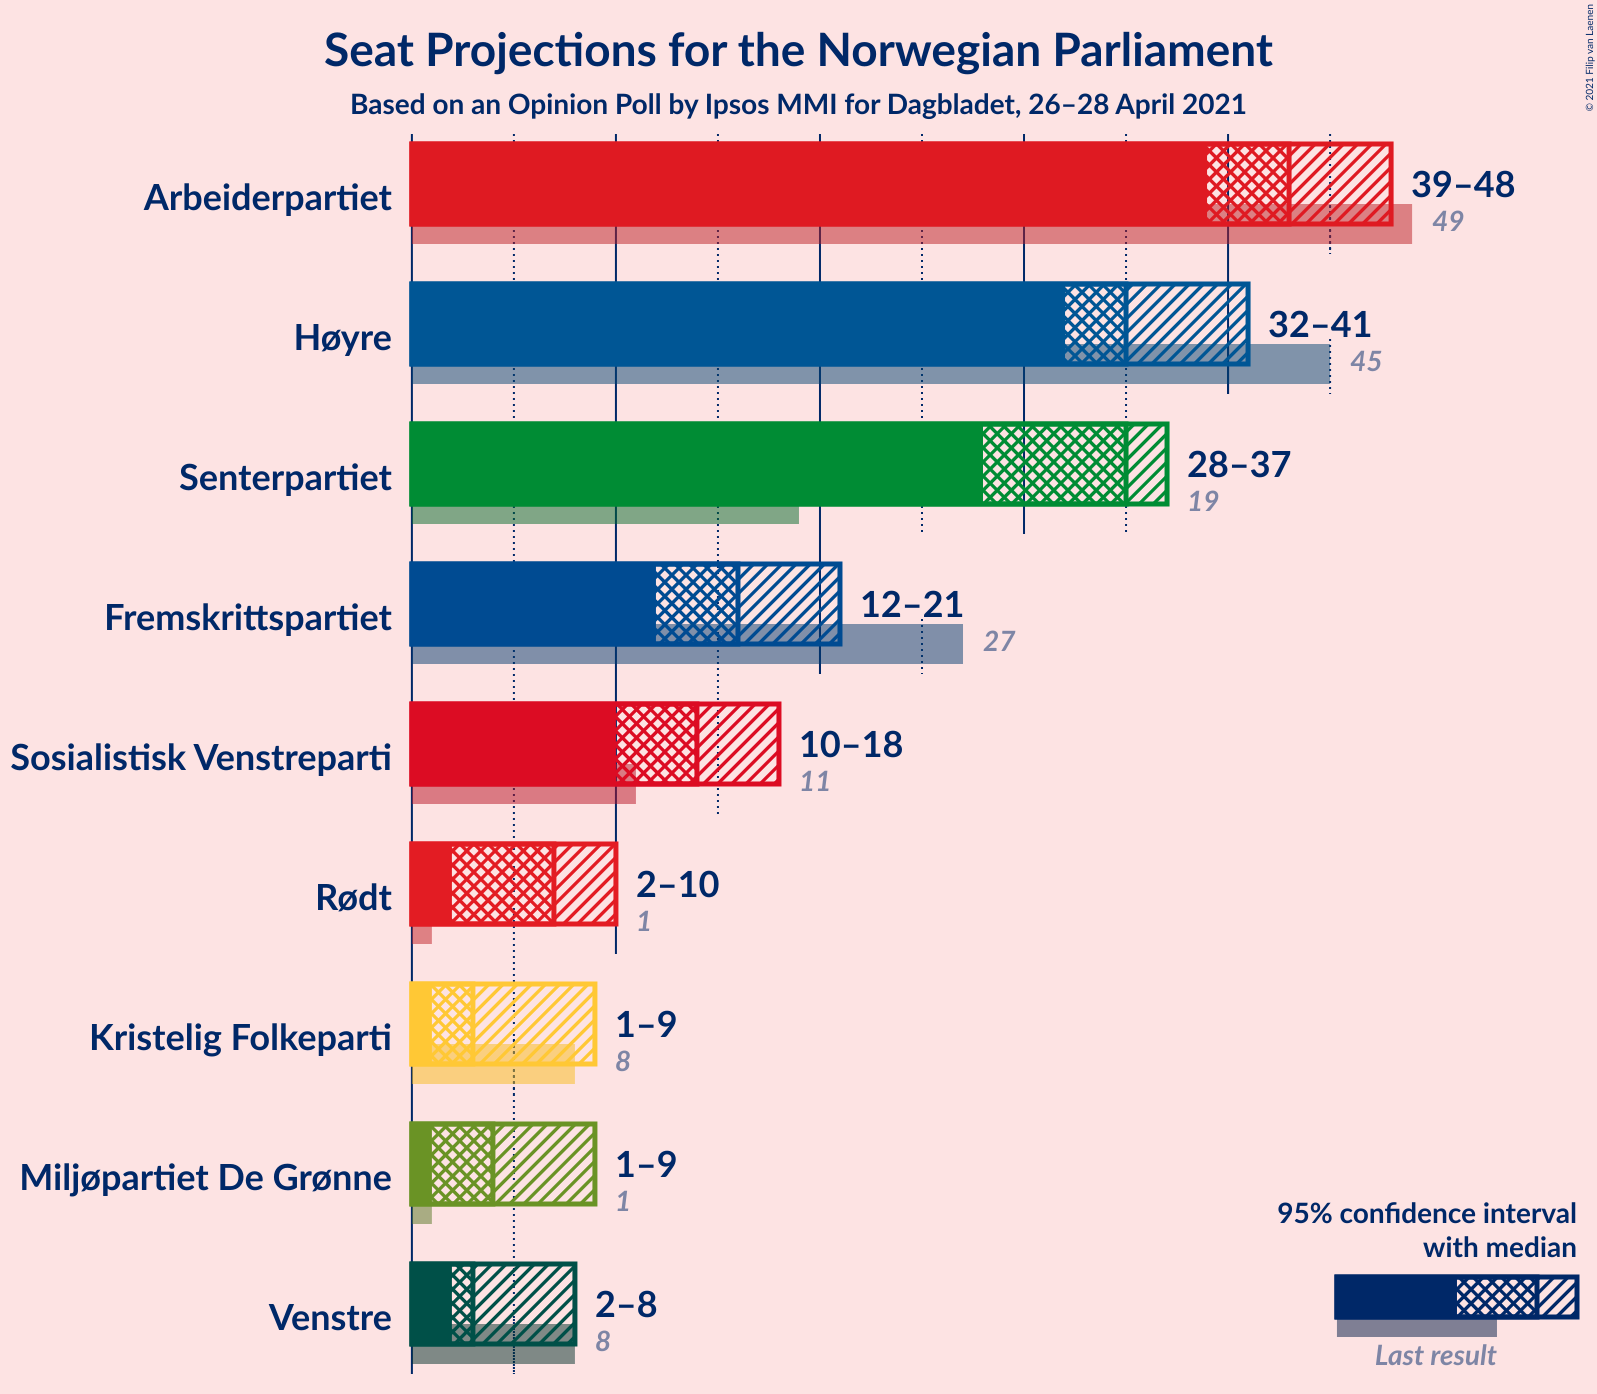 Seat Projections for the Norwegian Parliament
Based on an Opinion Poll by Ipsos MMI for Dagbladet, 26–28 April 2021
© 2021 Filip van Laenen
Arbeiderpartiet
39–48
49
Høyre
32–41
45
Senterpartiet
28–37
19
Fremskrittspartiet
12–21
27
Sosialistisk Venstreparti
10–18
11
Rødt
2–10
1
Kristelig Folkeparti
1–9
8
Miljøpartiet De Grønne
1–9
1
Venstre
2–8
8
95% confidence interval
with median
Last result